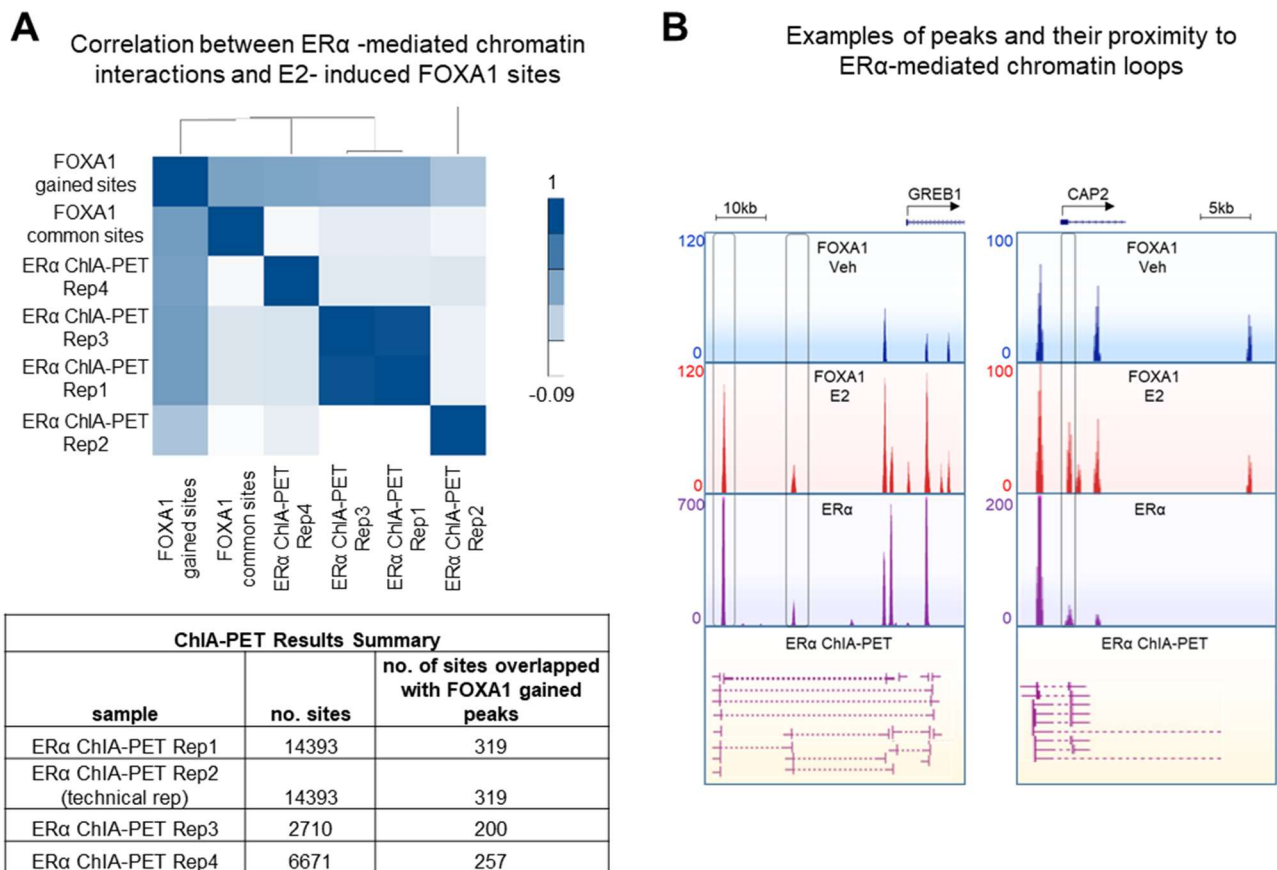 A
Correlation between ERα -mediated chromatin
interactions and E2- induced FOXA1 sites
FOXA1
gained sites
FOXA1
common sites
ERα ChIA-PET
Rep4
ERα ChIA-PET
Rep3
ERα ChIA-PET
Rep1
ERα ChIA-PET
Rep2
1
-0.09
FOXA1
gained sites
FOXA1
common sites
ERα ChIA-PET
Rep4
ERα ChIA-PET
Rep3
ERα ChIA-PET
Rep1
ERα ChIA-PET
Rep2
ChIA-PET Results Summary
sample
no. sites
no. of sites overlapped
with FOXA1 gained
peaks
ERα ChIA-PET Rep1 14393 319
ERα ChIA-PET Rep2
(technical rep) 14393 319
ERα ChIA-PET Rep3 2710 200
ERα ChIA-PET Rep4 6671 257
B
Examples of peaks and their proximity to
ERα-mediated chromatin loops
10kb
GREB1
120
FOXA1
Veh
0
120
FOXA1
E2
0
700
ERα
0
ERα ChIA-PET
CAP2
5kb
100
FOXA1
Veh
0
100
FOXA1
E2
0
200
ERα
0
ERα ChIA-PET